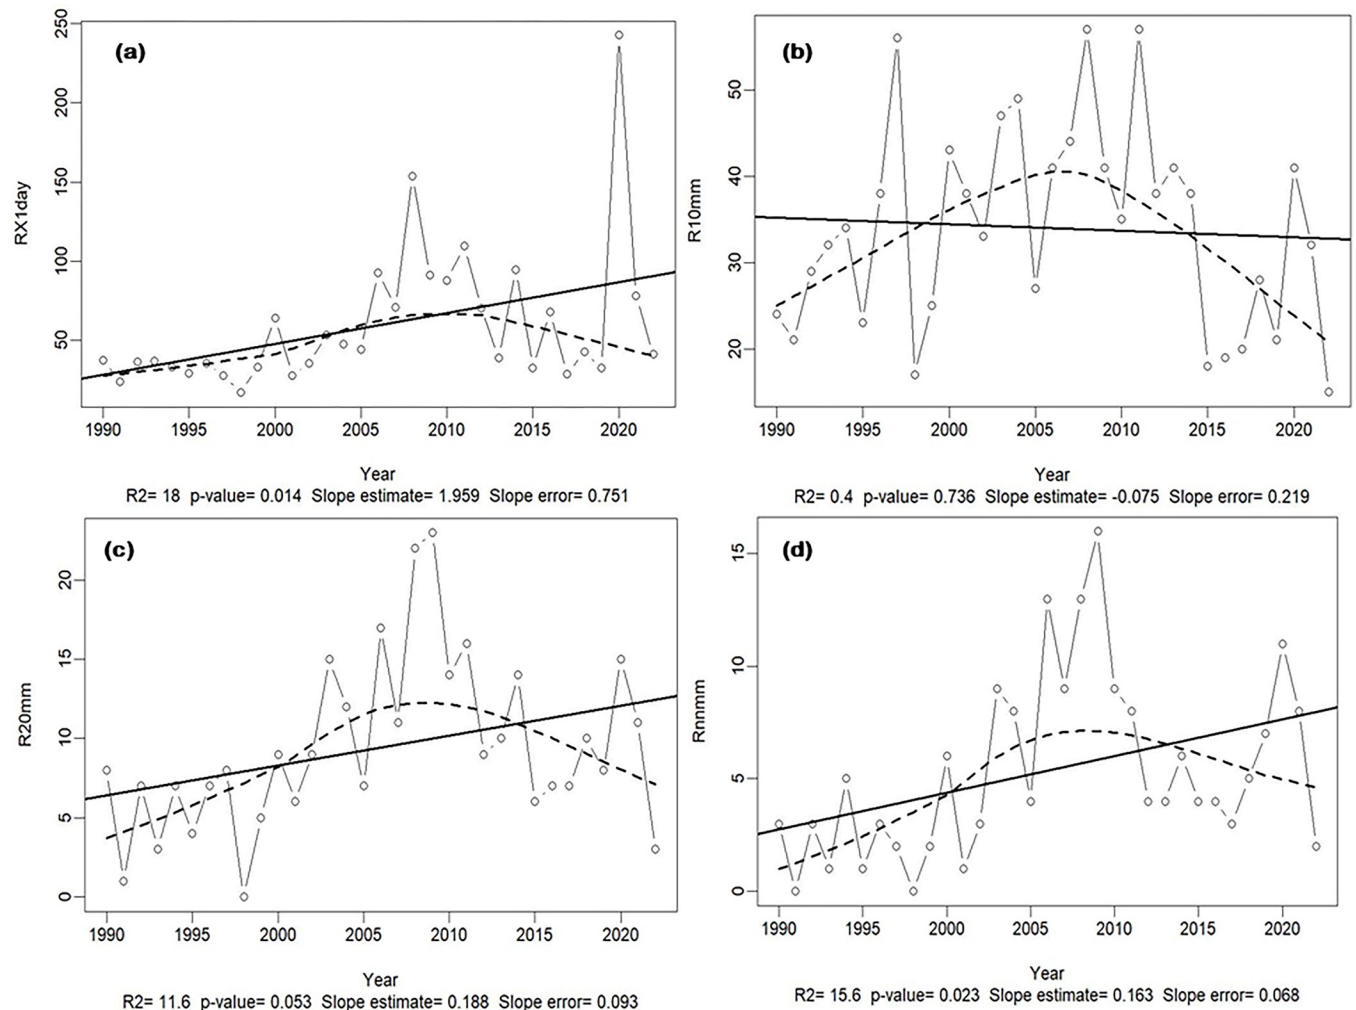 (a)
RX1day
250
200
150
100
50
1990 1995 2000 2005 2010 2015 2020
Year
R2= 18 p-value= 0.014 Slope estimate= 1.959 Slope error= 0.751
(b)
R10mm
50
40
30
20
1990 1995 2000 2005 2010 2015 2020
Year
R2= 0.4 p-value= 0.736 Slope estimate= -0.075 Slope error= 0.219
(c)
R20mm
20
15
10
5
0
1990 1995 2000 2005 2010 2015 2020
Year
R2= 11.6 p-value= 0.053 Slope estimate= 0.188 Slope error= 0.093
(d)
Rnnmm
15
10
5
0
1990 1995 2000 2005 2010 2015 2020
Year
R2= 15.6 p-value= 0.023 Slope estimate= 0.163 Slope error= 0.068